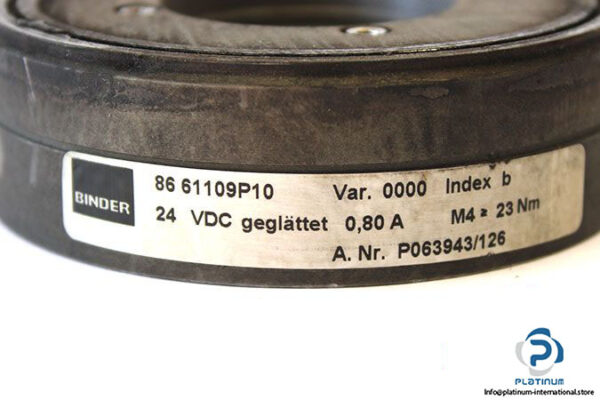 BINDER
86 61109P10 Var. 0000 Index b
24 VDC geglättet 0,80 A M4 ≥ 23 Nm
A. Nr. P063943/126
PLATINUM
Info@platinum-international.store